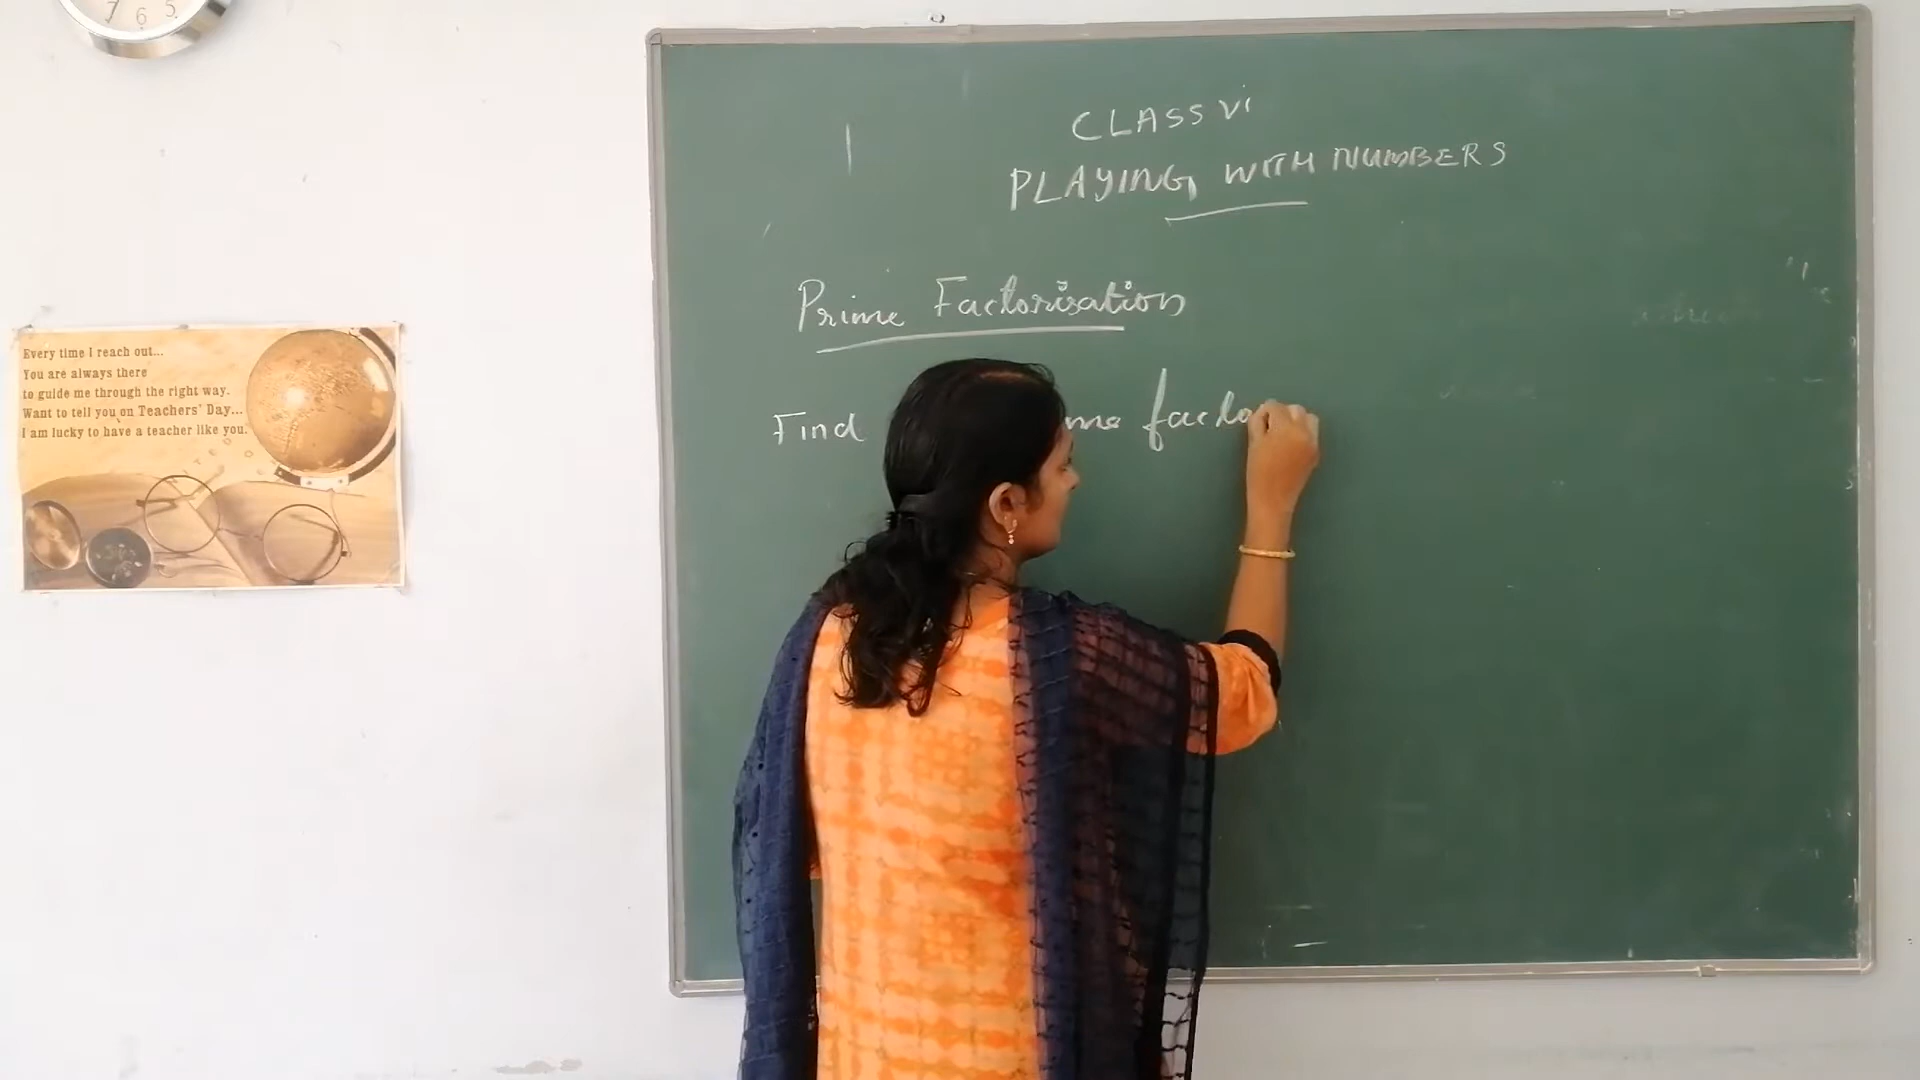 7 6 5
CLASS VI
PLAYING WITH NUMBERS
Prime Factorisation
Find me facto
Every time I reach out...
You are always there
to guide me through the right way.
Want to tell you on Teachers' Day...
I am lucky to have a teacher like you.